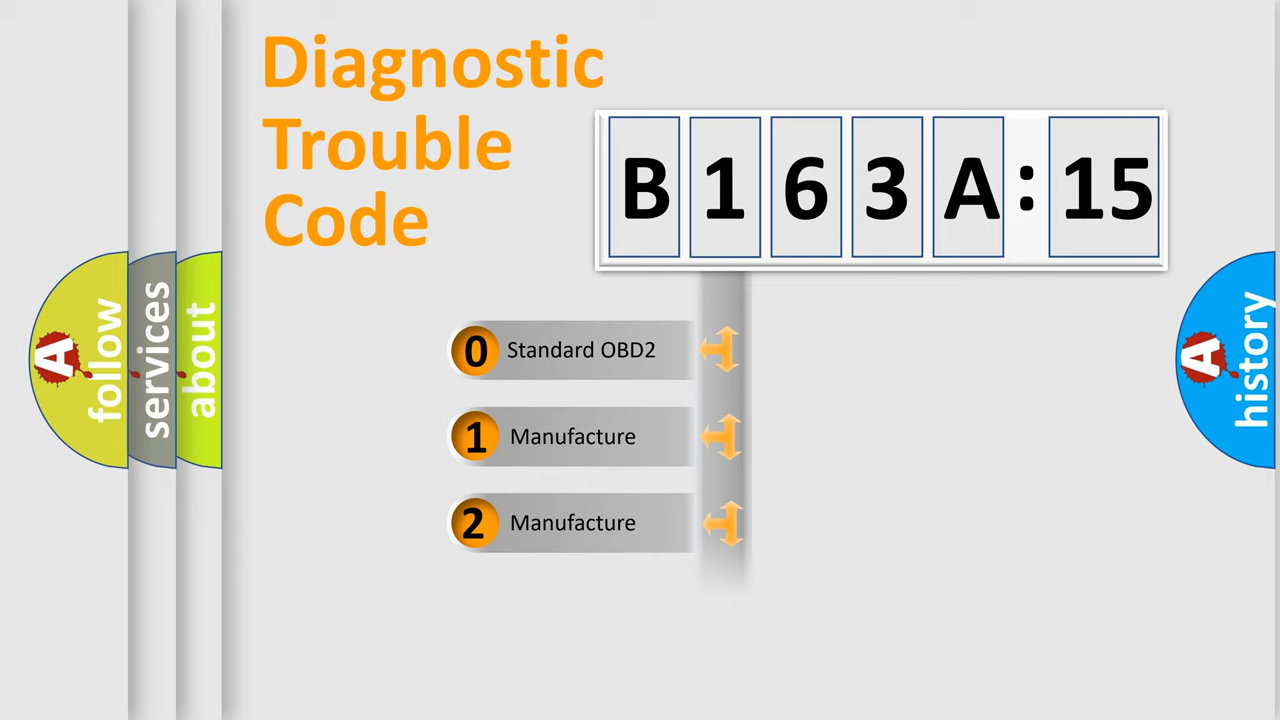 Diagnostic
Trouble
Code
B 1 6 3 A : 15
0 Standard OBD2
1 Manufacture
2 Manufacture
A follow
services
about
A history